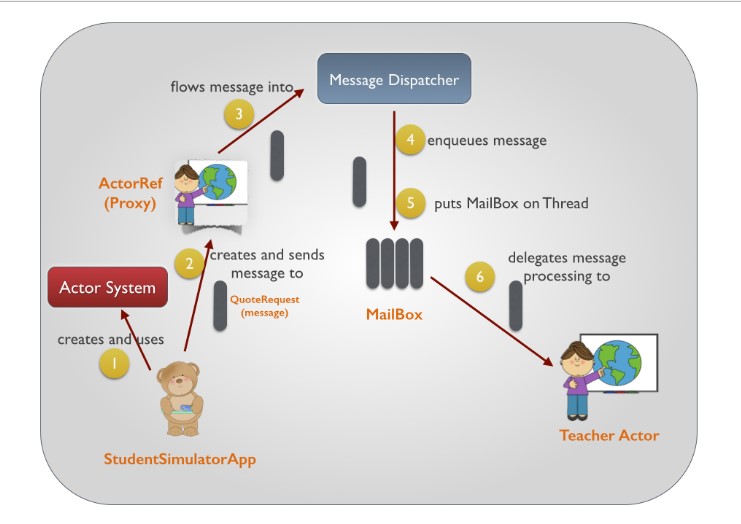 Message Dispatcher
flows message into
3
4
enqueues message
ActorRef
(Proxy)
5
puts MailBox on Thread
2
creates and sends
message to
QuoteRequest
(message)
Actor System
6
delegates message
processing to
MailBox
creates and uses
1
Teacher Actor
StudentSimulatorApp